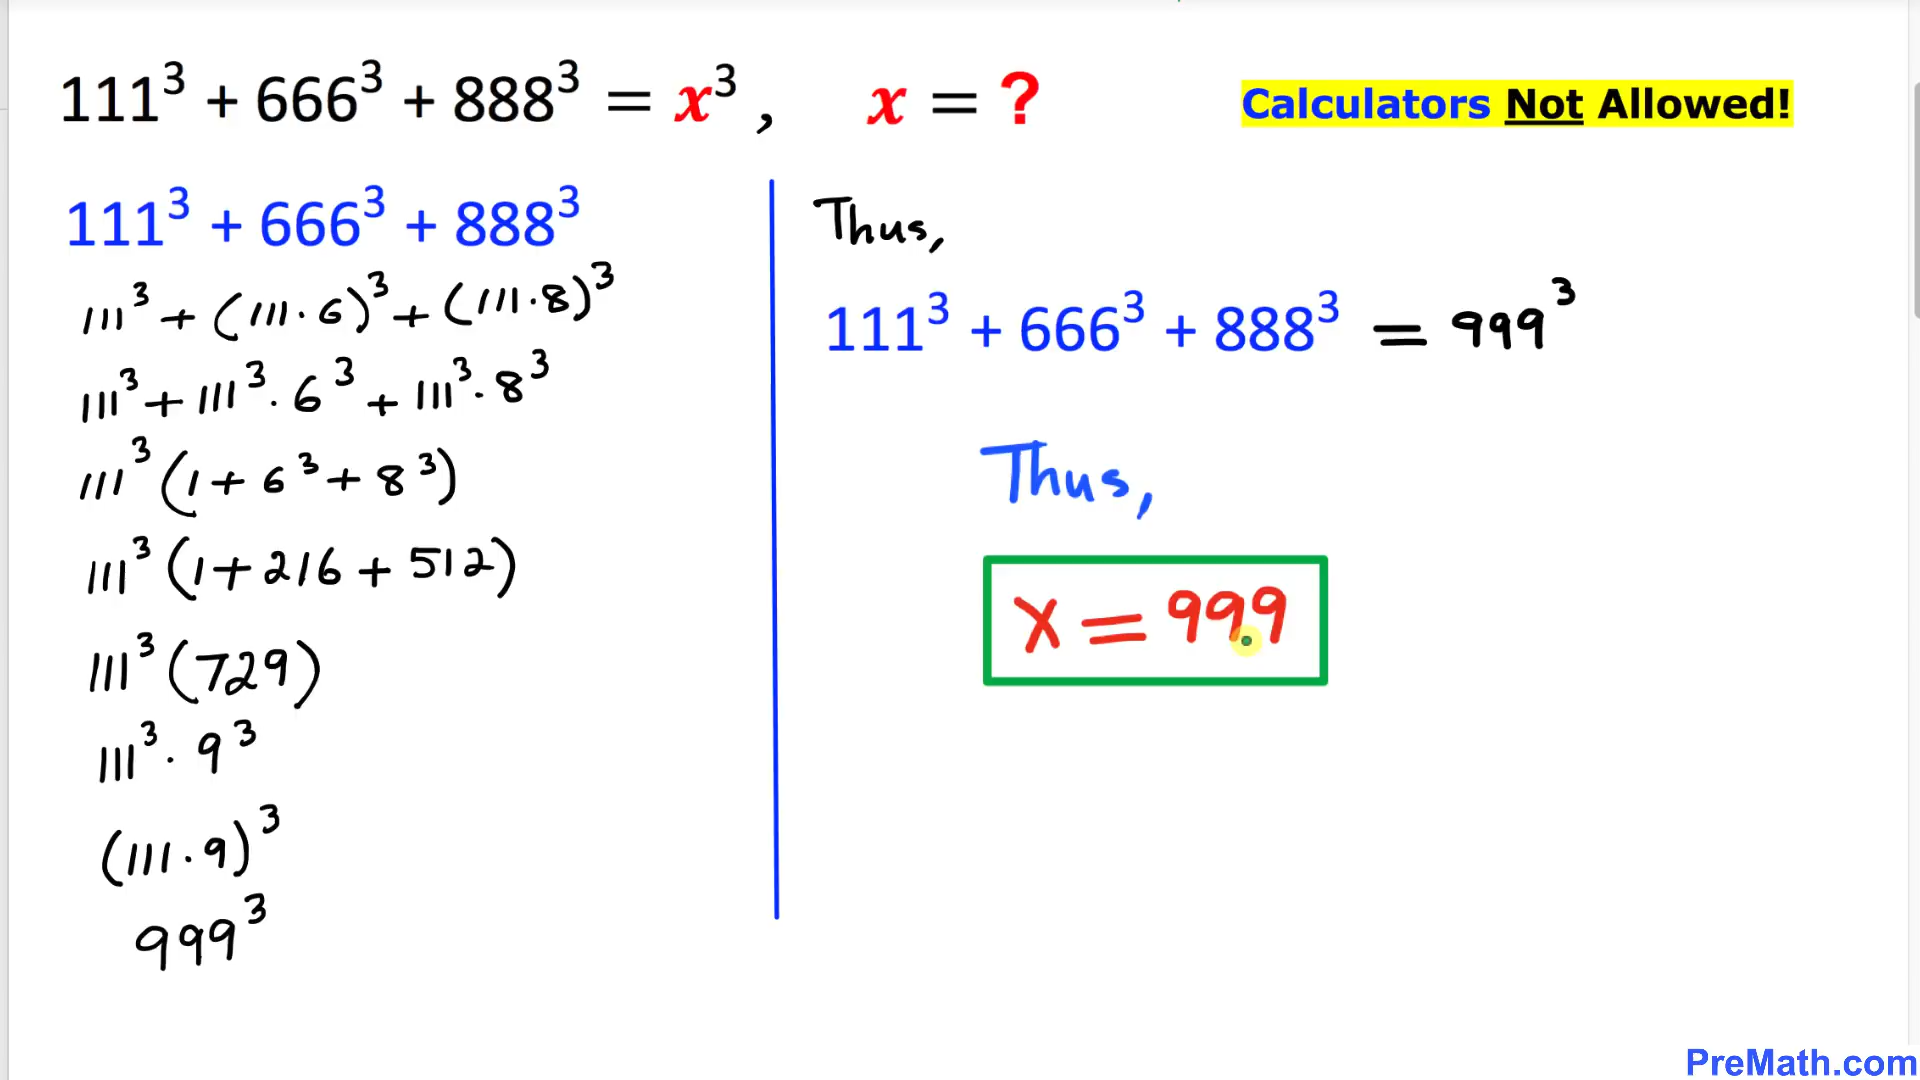 111³ + 666³ + 888³ = x³ , x = ?
Calculators Not Allowed!
111³ + 666³ + 888³
111³ + (111·6)³ + (111·8)³
111³ + 111³·6³ + 111³·8³
111³(1 + 6³ + 8³)
111³(1 + 216 + 512)
111³(729)
111³·9³
(111·9)³
999³
Thus,
111³ + 666³ + 888³ = 999³
Thus,
x = 999
PreMath.com